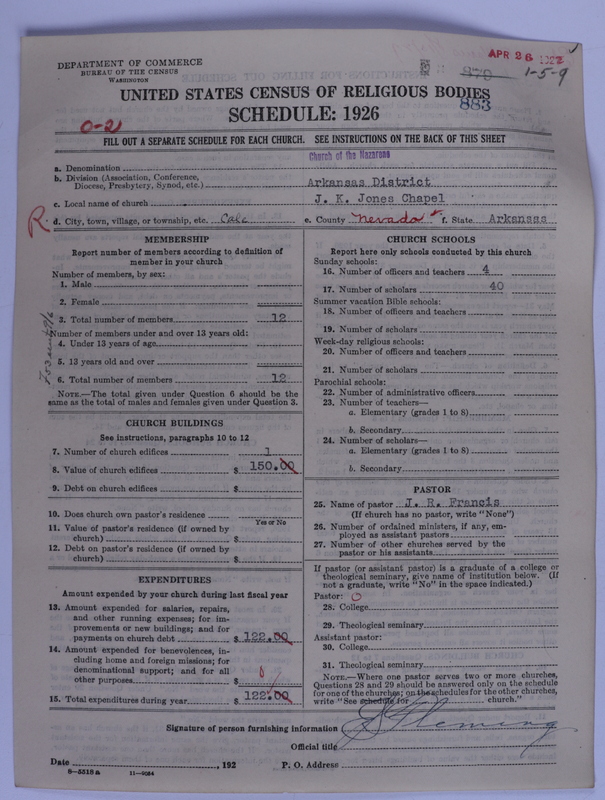 DEPARTMENT OF COMMERCE
BUREAU OF THE CENSUS
WASHINGTON
APR 26
870
1-5-9
UNITED STATES CENSUS OF RELIGIOUS BODIES
883
SCHEDULE: 1926
0-2
FILL OUT A SEPARATE SCHEDULE FOR EACH CHURCH. SEE INSTRUCTIONS ON THE BACK OF THIS SHEET
Church of the Nazarene
a. Denomination
b. Division (Association, Conference, Diocese, Presbytery, Synod, etc.) Arkansas District
c. Local name of church J. K. Jones Chapel
R
d. City, town, village, or township, etc. Cale e. County Nevada f. State Arkansas
MEMBERSHIP
Report number of members according to definition of
member in your church
Number of members, by sex:
1. Male
2. Female
3. Total number of members 12
Number of members under and over 13 years old:
4. Under 13 years of age
5. 13 years old and over
6. Total number of members 12
NOTE.—The total given under Question 6 should be
same as the total of males and females given under Question 3.
CHURCH BUILDINGS
See instructions, paragraphs 10 to 12
7. Number of church edifices 1
8. Value of church edifices $ 150.00
9. Debt on church edifices $
10. Does church own pastor's residence
Yes or No
11. Value of pastor's residence (if owned by
church) $
12. Debt on pastor's residence (if owned by
church) $
EXPENDITURES
Amount expended by your church during last fiscal year
13. Amount expended for salaries, repairs,
and other running expenses; for im-
provements or new buildings; and for
payments on church debt $ 122.00
14. Amount expended for benevolences, in-
cluding home and foreign missions; for
denominational support; and for all
other purposes $ 0
15. Total expenditures during year $ 122.00
CHURCH SCHOOLS
Report here only schools conducted by this church
Sunday schools:
16. Number of officers and teachers 4
17. Number of scholars 40
Summer vacation Bible schools:
18. Number of officers and teachers
19. Number of scholars
Week-day religious schools:
20. Number of officers and teachers
21. Number of scholars
Parochial schools:
22. Number of administrative officers
23. Number of teachers—
a. Elementary (grades 1 to 8)
b. Secondary
24. Number of scholars—
a. Elementary (grades 1 to 8)
b. Secondary
PASTOR
25. Name of pastor J. R. Francis
(If church has no pastor, write "None")
26. Number of ordained ministers, if any, em-
ployed as assistant pastors
27. Number of other churches served by the
pastor or his assistants
If pastor (or assistant pastor) is a graduate of a college or
theological seminary, give name of institution below. (If
not a graduate, write "No" in the space indicated.)
Pastor: 0
28. College
29. Theological seminary
Assistant pastor:
30. College
31. Theological seminary
NOTE.—Where one pastor serves two or more churches,
Questions 28 and 29 should be answered only on the schedule
for one of the churches; on the schedules for the other churches,
write "See schedule for church."
Signature of person furnishing information Fleming
Official title
Date , 192 P. O. Address
8—5318a 11—9034